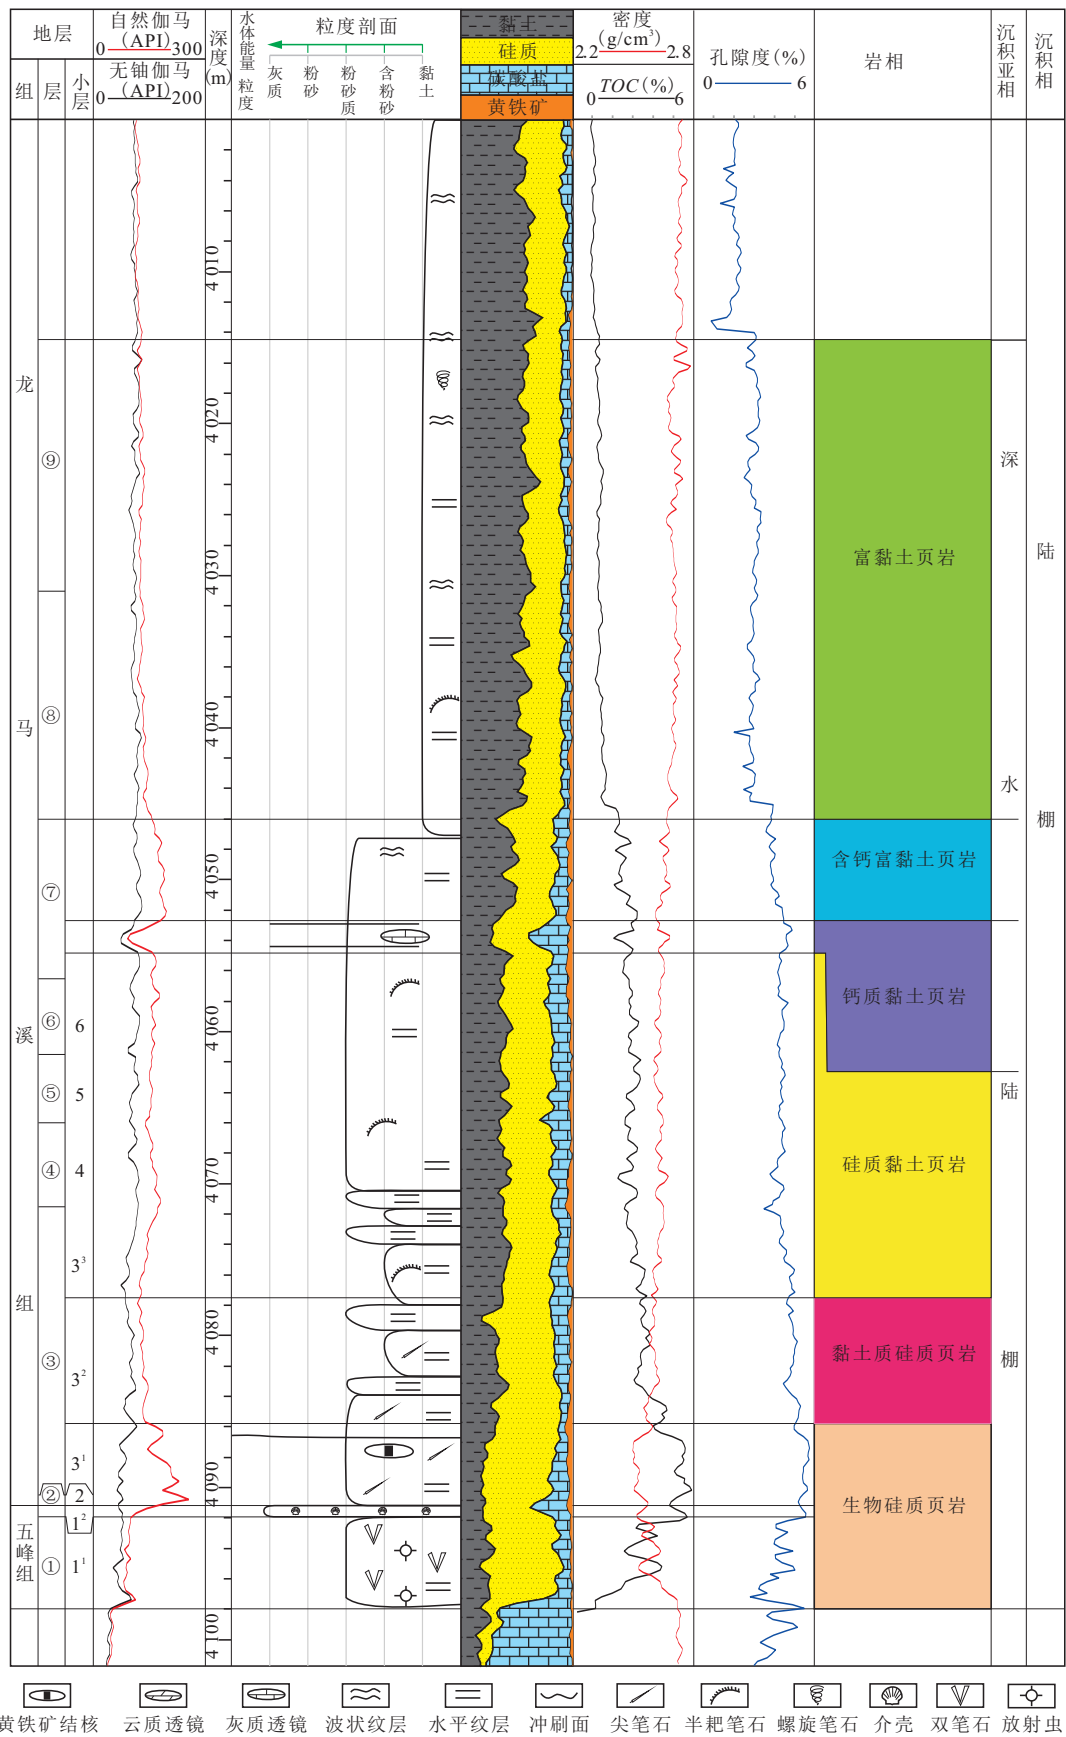 地层
组
层
小层
自然伽马
(API)
0
300
无铀伽马
(API)
0
200
深度(m)
水体能量
粒度
粒度剖面
灰质
粉砂
粉砂质
含粉砂
黏土
黏土
硅质
碳酸盐
黄铁矿
密度
(g/cm³)
2.2
2.8
TOC(%)
0
6
孔隙度(%)
0
6
岩相
沉积亚相
沉积相
龙
马
溪
组
五峰组
⑨
⑧
⑦
⑥
⑤
④
③
②
①
6
5
4
3³
3²
3¹
2
1²
1¹
4 010
4 020
4 030
4 040
4 050
4 060
4 070
4 080
4 090
4 100
富黏土页岩
含钙富黏土页岩
钙质黏土页岩
硅质黏土页岩
黏土质硅质页岩
生物硅质页岩
深
水
陆
棚
陆
棚
黄铁矿结核
云质透镜
灰质透镜
波状纹层
水平纹层
冲刷面
尖笔石
半耙笔石
螺旋笔石
介壳
双笔石
放射虫